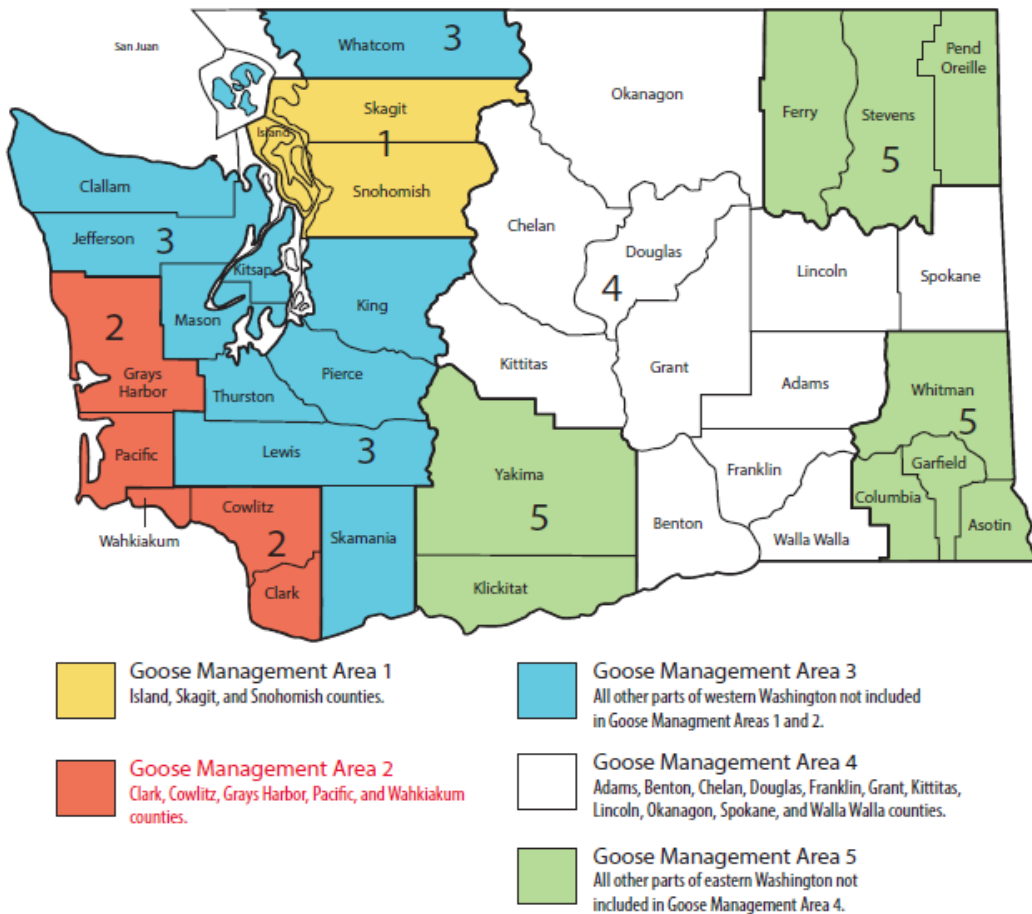 San Juan
Whatcom
3
Okanagon
Pend
Oreille
Skagit
Ferry
Stevens
Island
1
5
Clallam
Snohomish
Chelan
Jefferson
3
Douglas
Kitsap
Lincoln
Spokane
4
King
2
Mason
Kittitas
Grant
Grays
Harbor
Pierce
Adams
Whitman
Thurston
5
Pacific
Lewis
3
Yakima
Franklin
Garfield
Columbia
Cowlitz
5
Benton
Asotin
Wahkiakum
2
Skamania
Walla Walla
Clark
Klickitat
Goose Management Area 1
Island, Skagit, and Snohomish counties.
Goose Management Area 2
Clark, Cowlitz, Grays Harbor, Pacific, and Wahkiakum
counties.
Goose Management Area 3
All other parts of western Washington not included
in Goose Managment Areas 1 and 2.
Goose Management Area 4
Adams, Benton, Chelan, Douglas, Franklin, Grant, Kittitas,
Lincoln, Okanagon, Spokane, and Walla Walla counties.
Goose Management Area 5
All other parts of eastern Washington not
included in Goose Management Area 4.